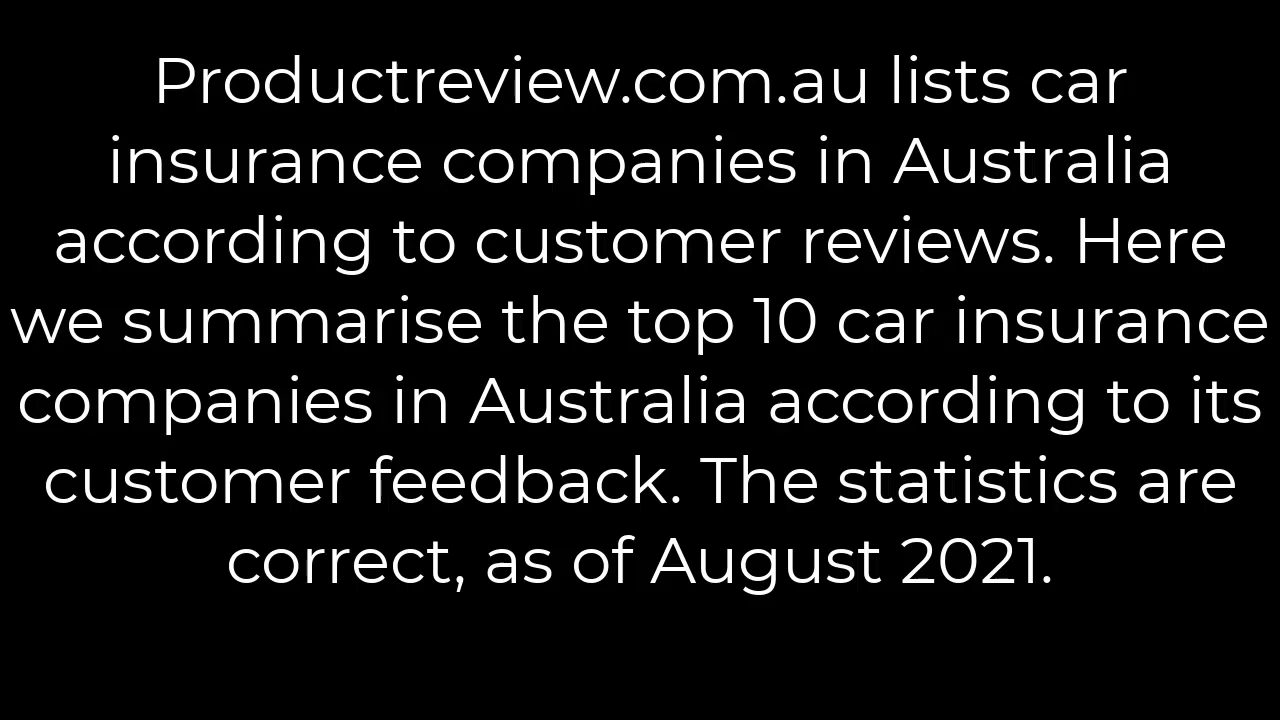 Productreview.com.au lists car
insurance companies in Australia
according to customer reviews. Here
we summarise the top 10 car insurance
companies in Australia according to its
customer feedback. The statistics are
correct, as of August 2021.